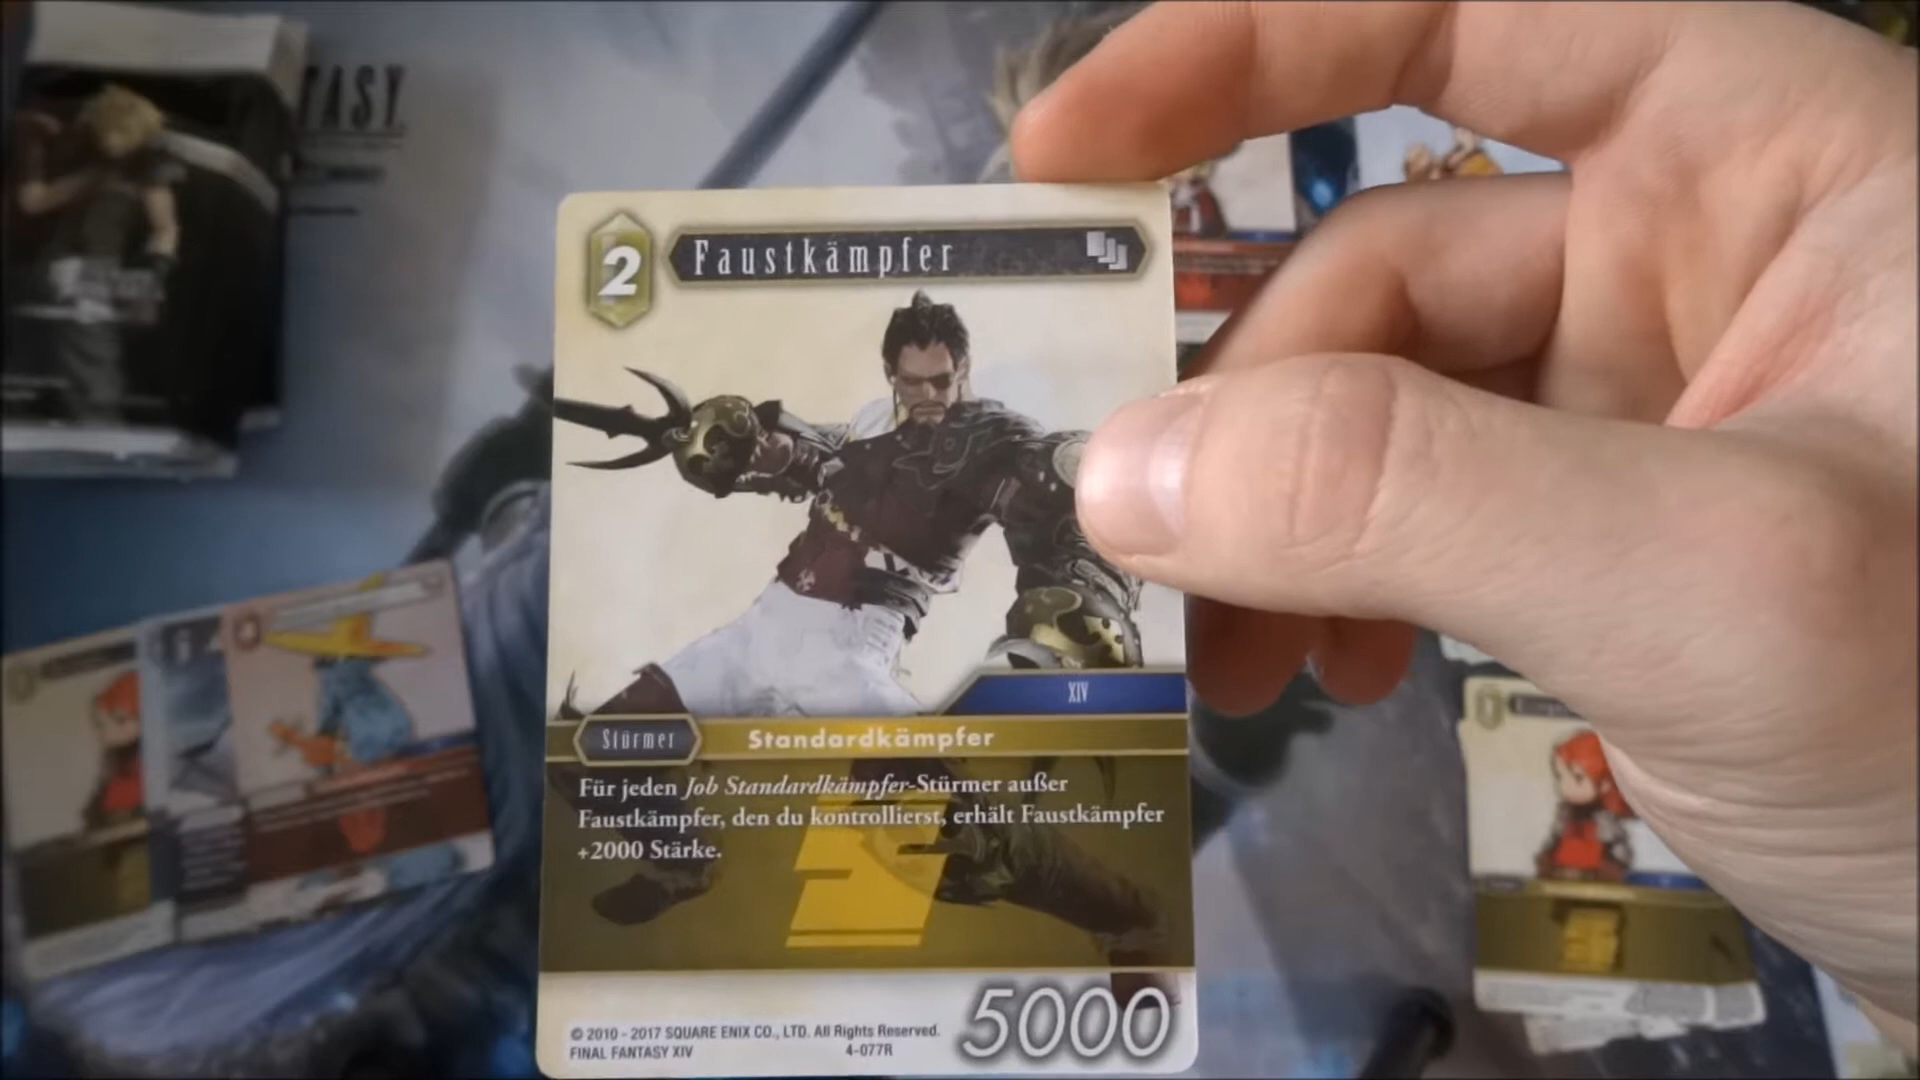 TASY
2
Faustkämpfer
XIV
Stürmer
Standardkämpfer
Für jeden Job Standardkämpfer-Stürmer außer
Faustkämpfer, den du kontrollierst, erhält Faustkämpfer
+2000 Stärke.
5000
© 2010 - 2017 SQUARE ENIX CO., LTD. All Rights Reserved.
FINAL FANTASY XIV
4-077R